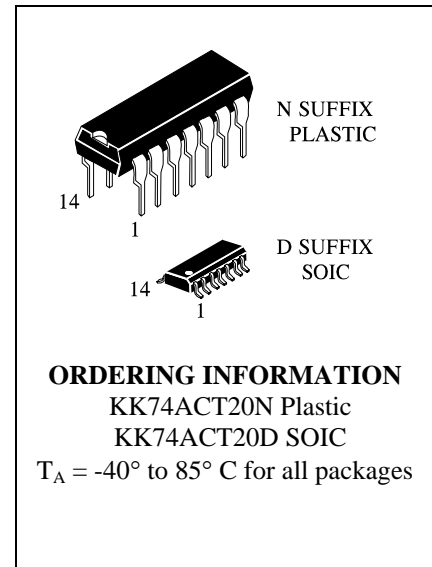 N SUFFIX
PLASTIC
14
1
D SUFFIX
SOIC
14
1
ORDERING INFORMATION
KK74ACT20N Plastic
KK74ACT20D SOIC
TA = -40° to 85° C for all packages